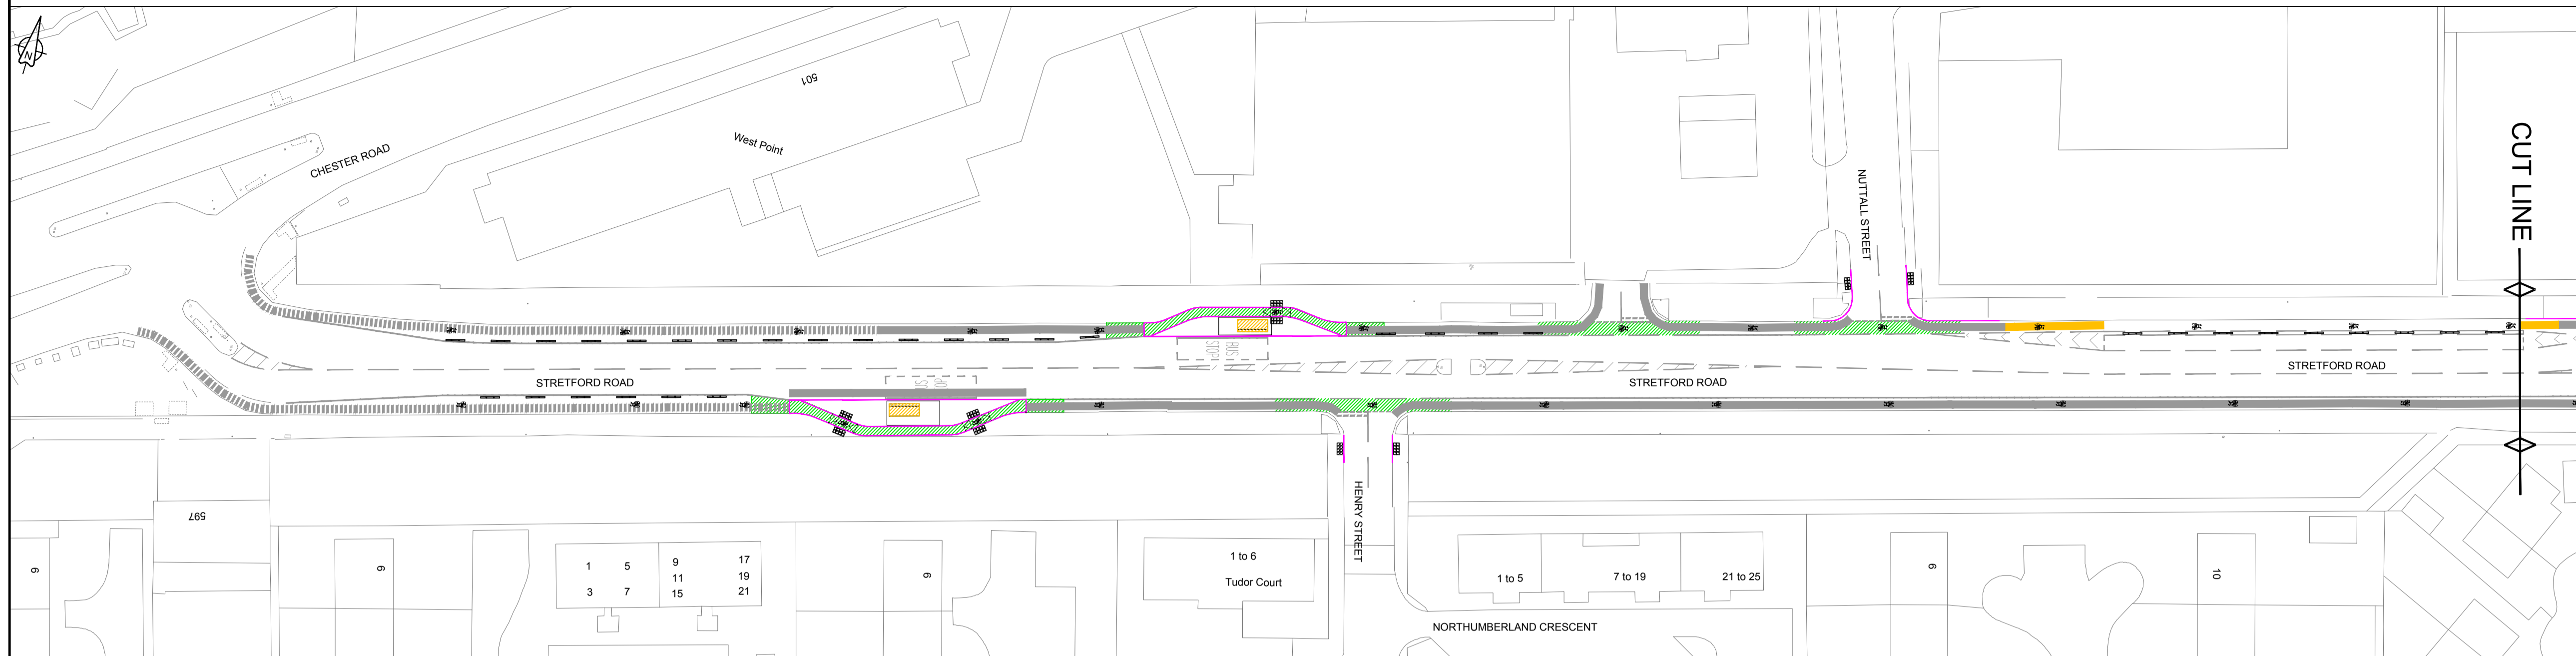 N
CHESTER ROAD
501
West Point
NUTTALL STREET
CUT LINE
BUS
STOP
STRETFORD ROAD
STRETFORD ROAD
STRETFORD ROAD
HENRY STREET
597
6
6
1 5 9 17
11 19
3 7 15 21
6
1 to 6
Tudor Court
1 to 5
7 to 19
21 to 25
6
10
NORTHUMBERLAND CRESCENT